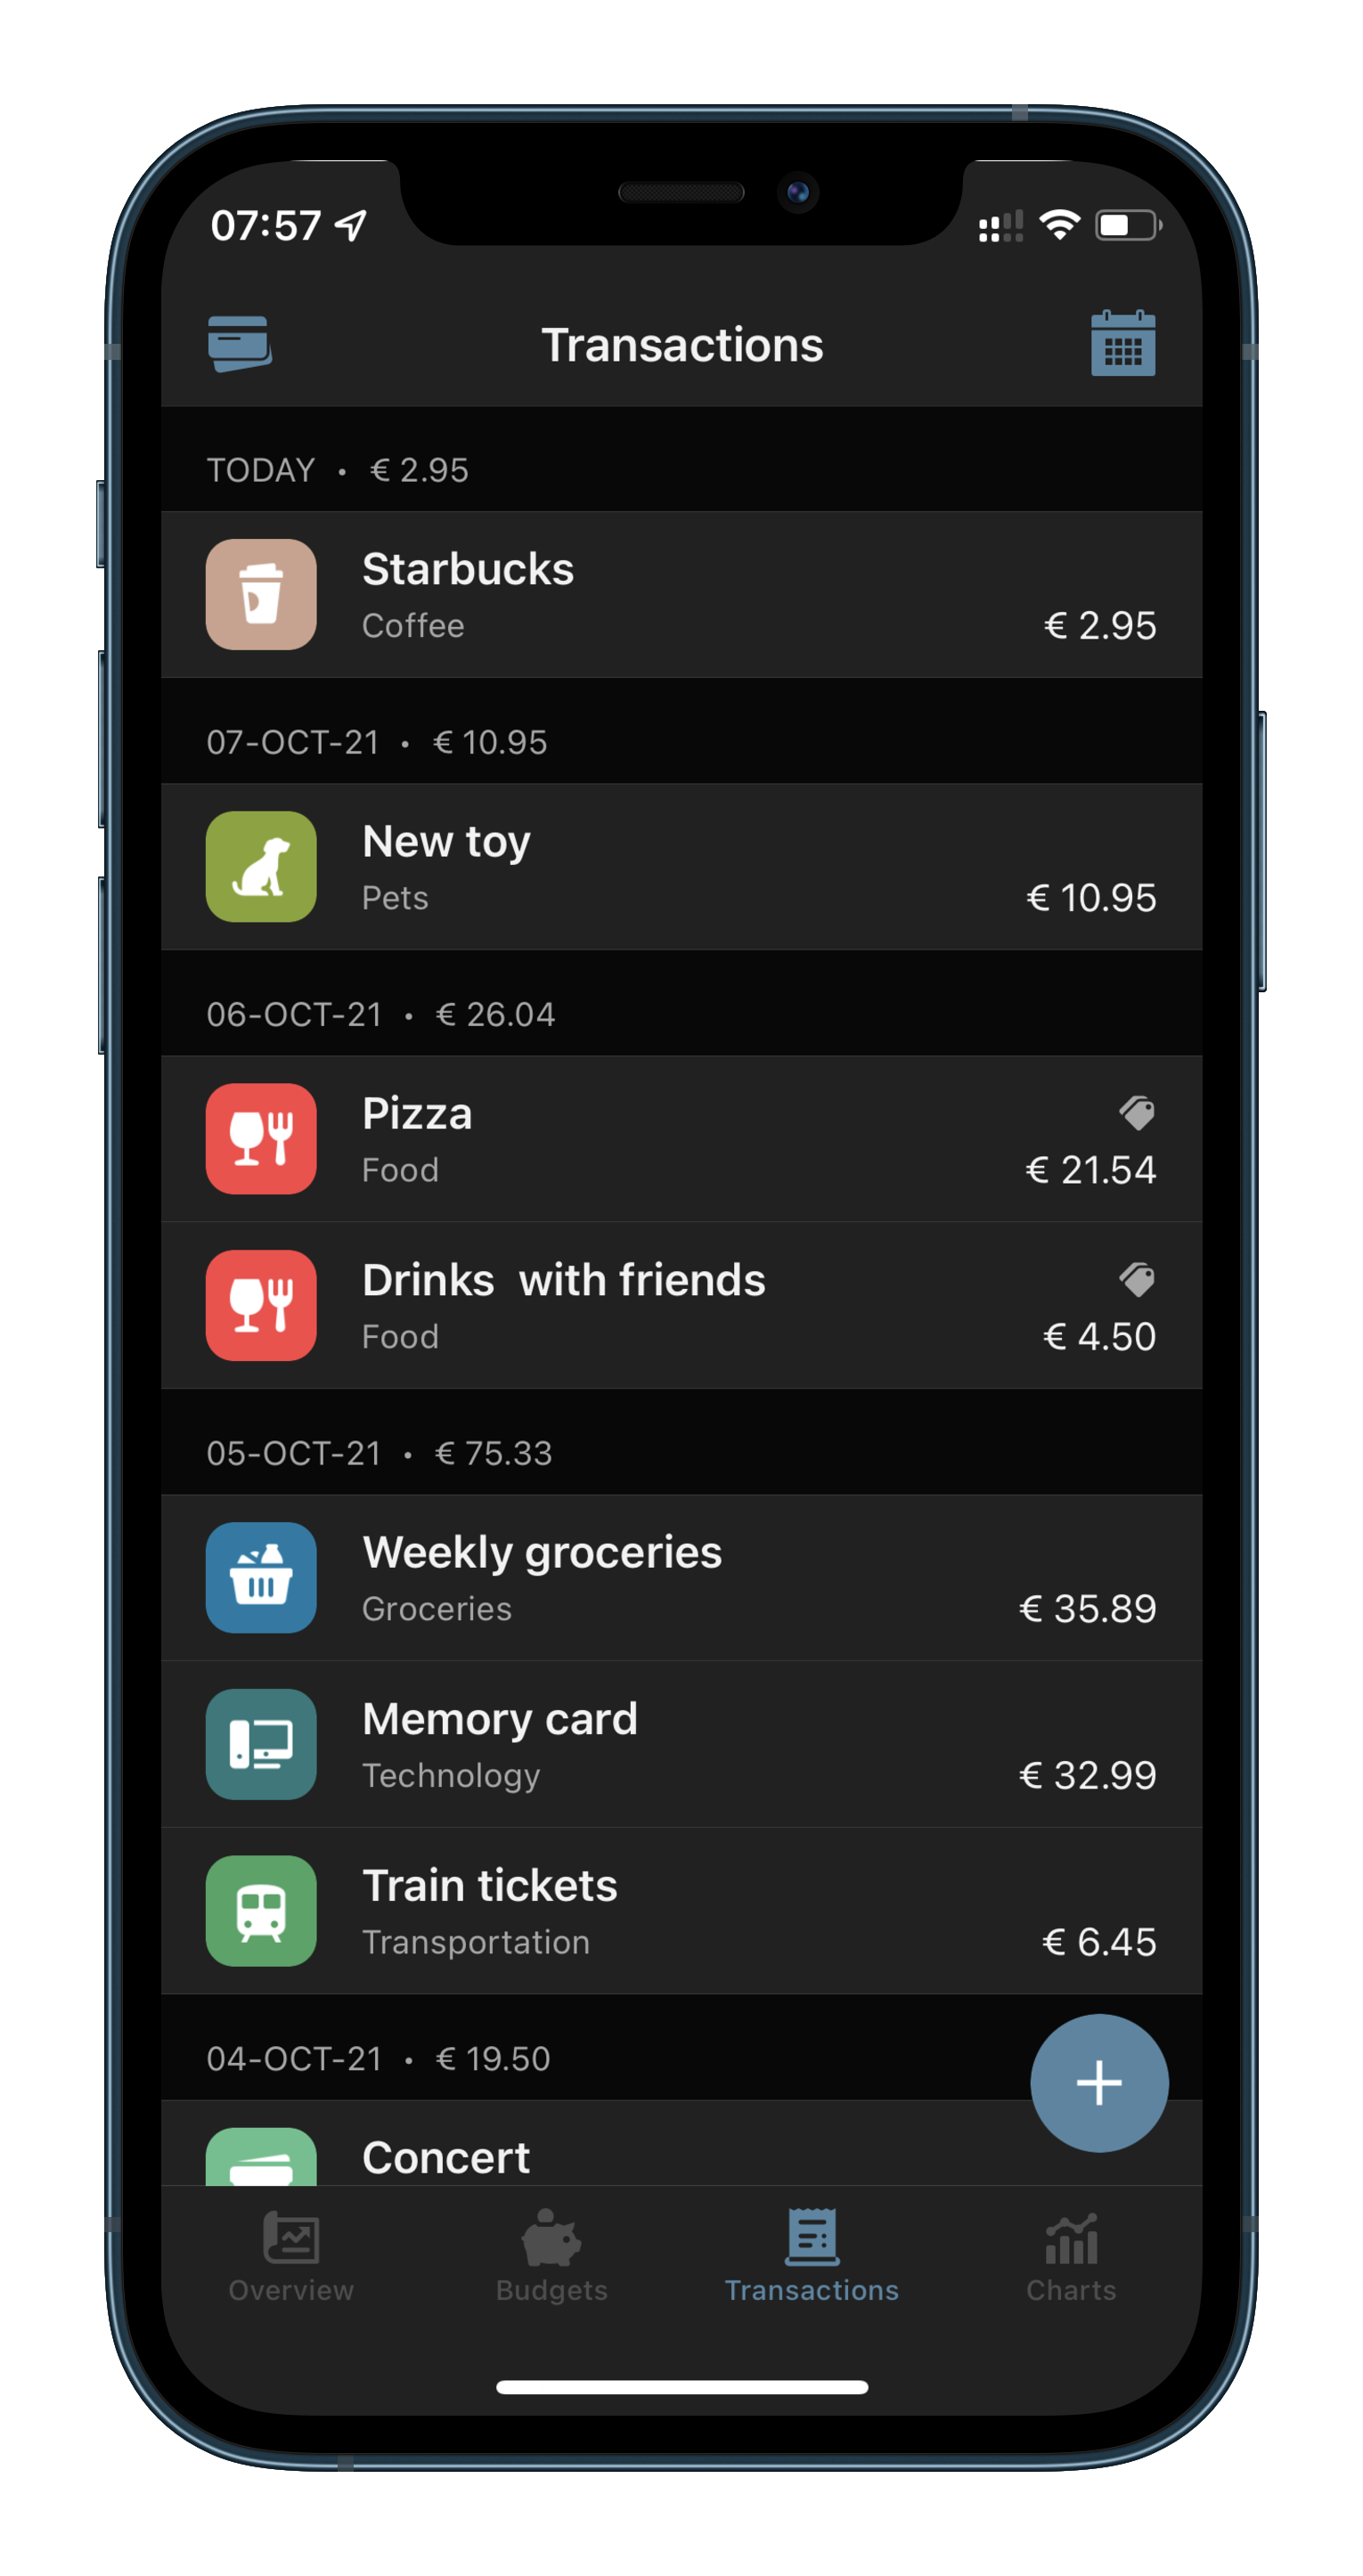 07:57
Transactions
TODAY • € 2.95
Starbucks
Coffee
€ 2.95
07-OCT-21 • € 10.95
New toy
Pets
€ 10.95
06-OCT-21 • € 26.04
Pizza
Food
€ 21.54
Drinks  with friends
Food
€ 4.50
05-OCT-21 • € 75.33
Weekly groceries
Groceries
€ 35.89
Memory card
Technology
€ 32.99
Train tickets
Transportation
€ 6.45
04-OCT-21 • € 19.50
Concert
Overview
Budgets
Transactions
Charts